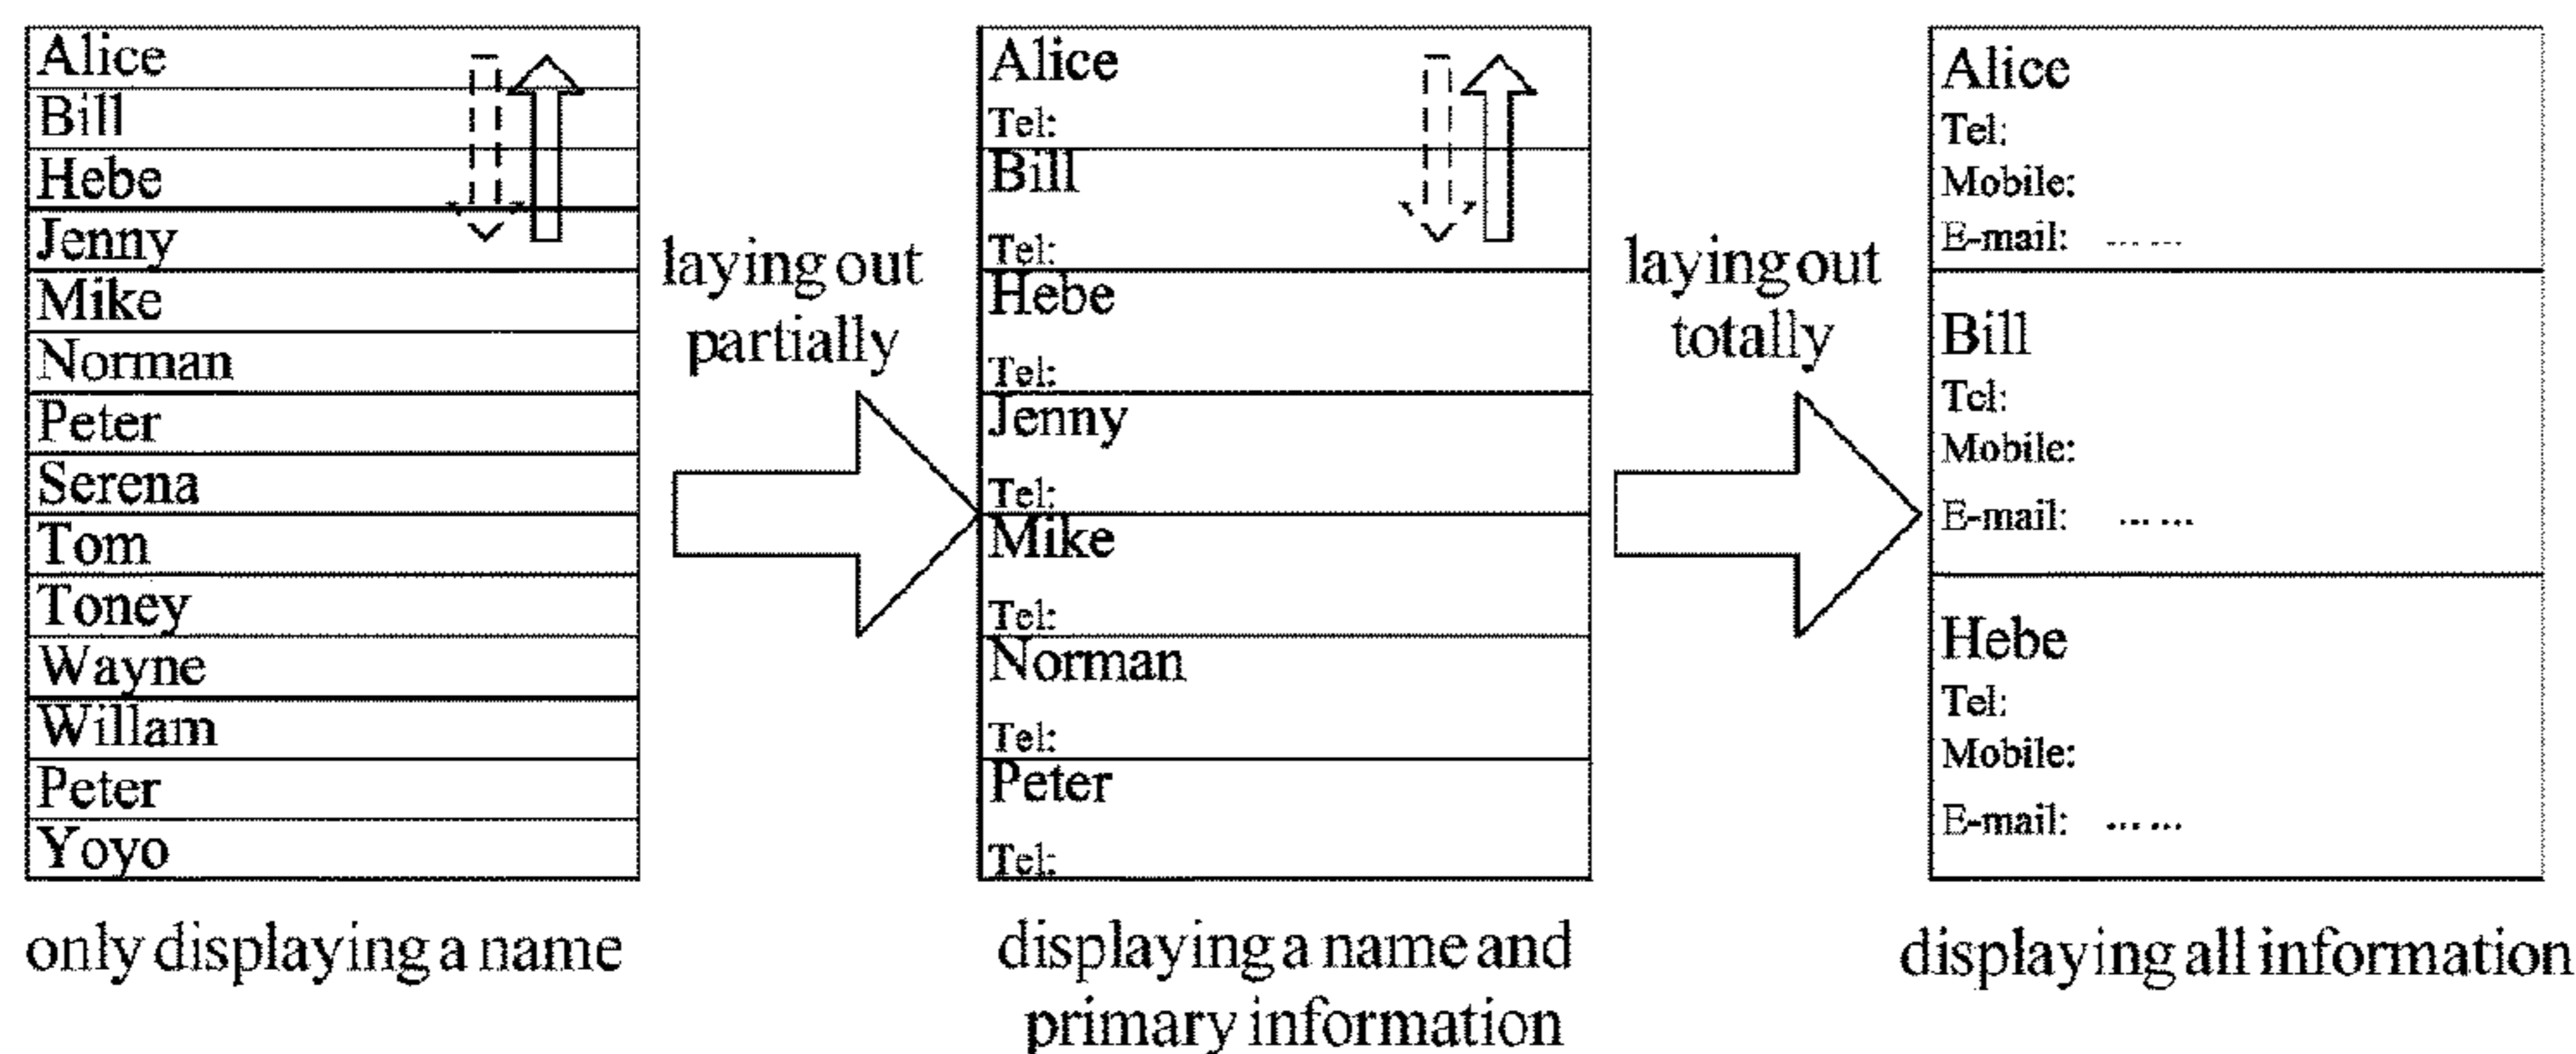 Alice
Bill
Hebe
Jenny
Mike
Norman
Peter
Serena
Tom
Toney
Wayne
Willam
Peter
Yoyo
only displaying a name
laying out
partially
Alice
Tel:
Bill
Tel:
Hebe
Tel:
Jenny
Tel:
Mike
Tel:
Norman
Tel:
Peter
Tel:
displaying a name and
primary information
laying out
totally
Alice
Tel:
Mobile:
E-mail: ... ...
Bill
Tel:
Mobile:
E-mail: ... ...
Hebe
Tel:
Mobile:
E-mail: ... ...
displaying all information